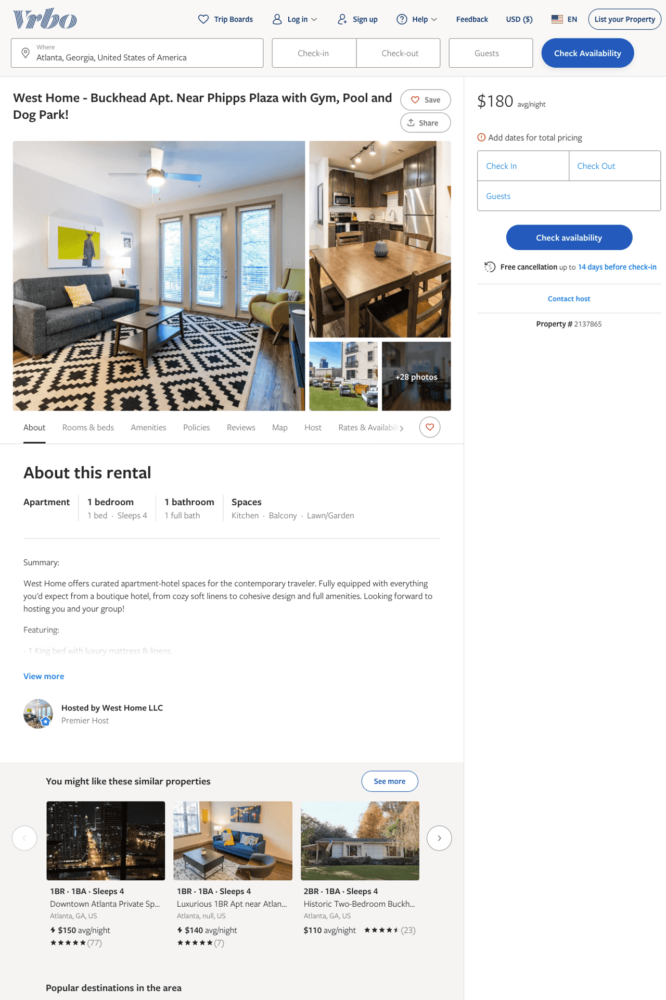 Vrbo
Trip Boards
Log in
Sign up
Help
Feedback
USD ($)
EN
List your Property
Where
Atlanta, Georgia, United States of America
Check-in
Check-out
Guests
Check Availability
West Home - Buckhead Apt. Near Phipps Plaza with Gym, Pool and
Dog Park!
Save
Share
$180 avg/night
Add dates for total pricing
Check In
Check Out
Guests
Check availability
Free cancellation up to 14 days before check-in
Contact host
Property # 2137865
+28 photos
About
Rooms & beds
Amenities
Policies
Reviews
Map
Host
Rates & Availabili
About this rental
Apartment
1 bedroom
1 bed · Sleeps 4
1 bathroom
1 full bath
Spaces
Kitchen · Balcony · Lawn/Garden
Summary:
West Home offers curated apartment-hotel spaces for the contemporary traveler. Fully equipped with everything
you'd expect from a boutique hotel, from cozy soft linens to cohesive design and full amenities. Looking forward to
hosting you and your group!
Featuring:
- 1 King bed with luxury mattress & linens.
View more
Hosted by West Home LLC
Premier Host
You might like these similar properties
See more
1BR · 1BA · Sleeps 4
Downtown Atlanta Private Sp...
Atlanta, GA, US
$150 avg/night
(77)
1BR · 1BA · Sleeps 4
Luxurious 1BR Apt near Atlan...
Atlanta, null, US
$140 avg/night
(7)
2BR · 1BA · Sleeps 4
Historic Two-Bedroom Buckh...
Atlanta, GA, US
$110 avg/night
(23)
Popular destinations in the area